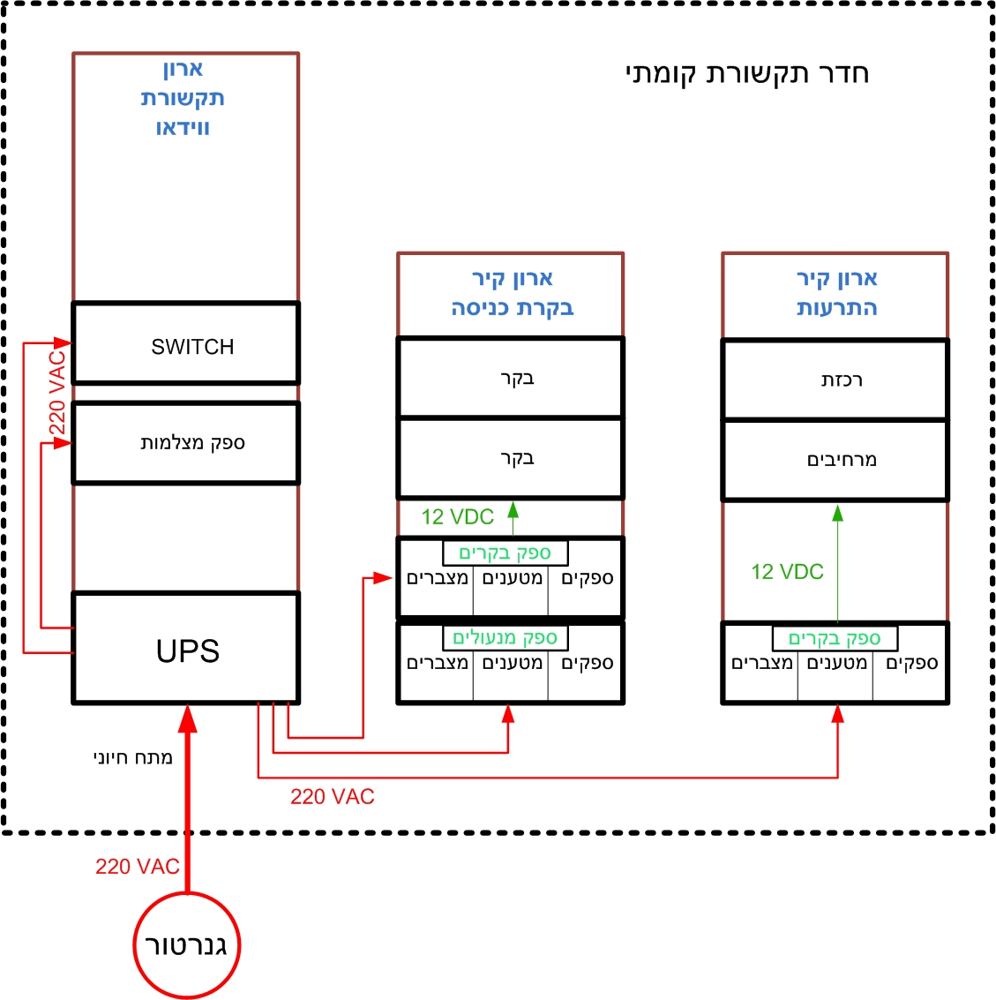 חדר תקשורת קומתי
ארון
תקשורת
ווידאו
SWITCH
220 VAC
ספק מצלמות
UPS
ארון קיר
בקרת כניסה
בקר
בקר
12 VDC
ספק בקרים
ספקים מטענים מצברים
ספק מנעולים
ספקים מטענים מצברים
ארון קיר
התרעות
רכזת
מרחיבים
12 VDC
ספק בקרים
ספקים מטענים מצברים
מתח חיוני
220 VAC
220 VAC
גנרטור